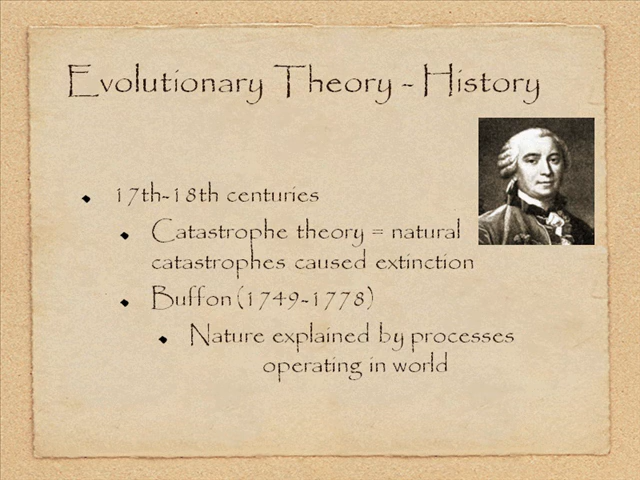 Evolutionary Theory - History
17th-18th centuries
Catastrophe theory = natural
catastrophes caused extinction
Buffon (1749-1778)
Nature explained by processes
operating in world